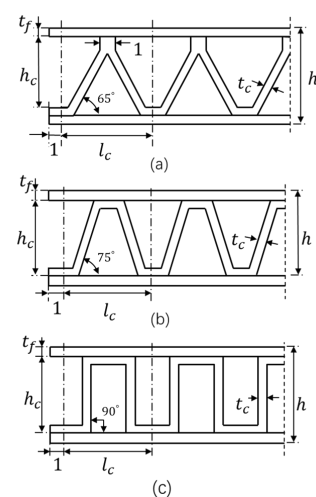 t_f
h_c
1
65°
t_c
h
1
l_c
(a)
t_f
h_c
75°
t_c
h
1
l_c
(b)
t_f
h_c
90°
t_c
h
1
l_c
(c)